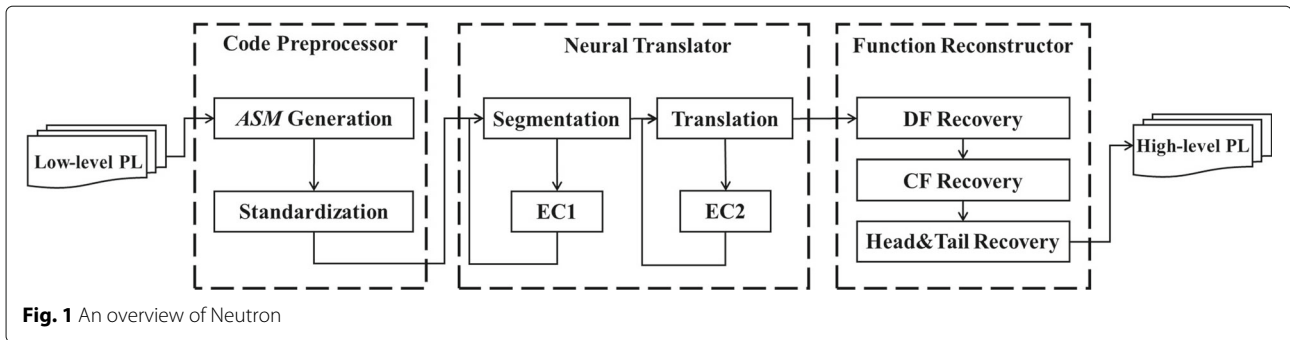 Code Preprocessor
Neural Translator
Function Reconstructor
Low-level PL
ASM Generation
Standardization
Segmentation
Translation
EC1
EC2
DF Recovery
CF Recovery
Head&Tail Recovery
High-level PL
Fig. 1 An overview of Neutron